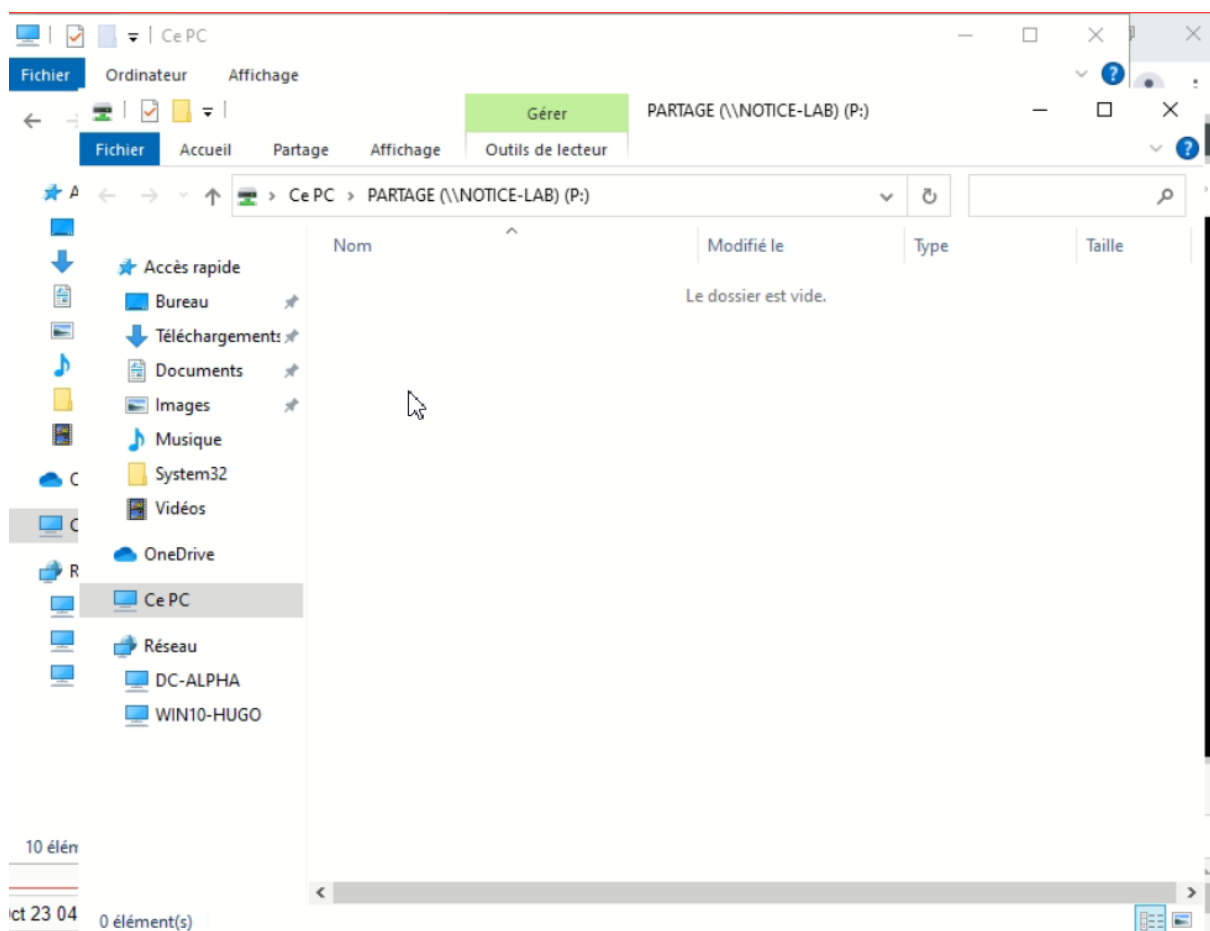 Ce PC
Fichier Ordinateur Affichage
Gérer PARTAGE (\\NOTICE-LAB) (P:)
Fichier Accueil Partage Affichage Outils de lecteur
Ce PC > PARTAGE (\\NOTICE-LAB) (P:)
Nom Modifié le Type Taille
Le dossier est vide.
Accès rapide
Bureau
Téléchargements
Documents
Images
Musique
System32
Vidéos
OneDrive
Ce PC
Réseau
DC-ALPHA
WIN10-HUGO
10 élém
ct 23 04
0 élément(s)